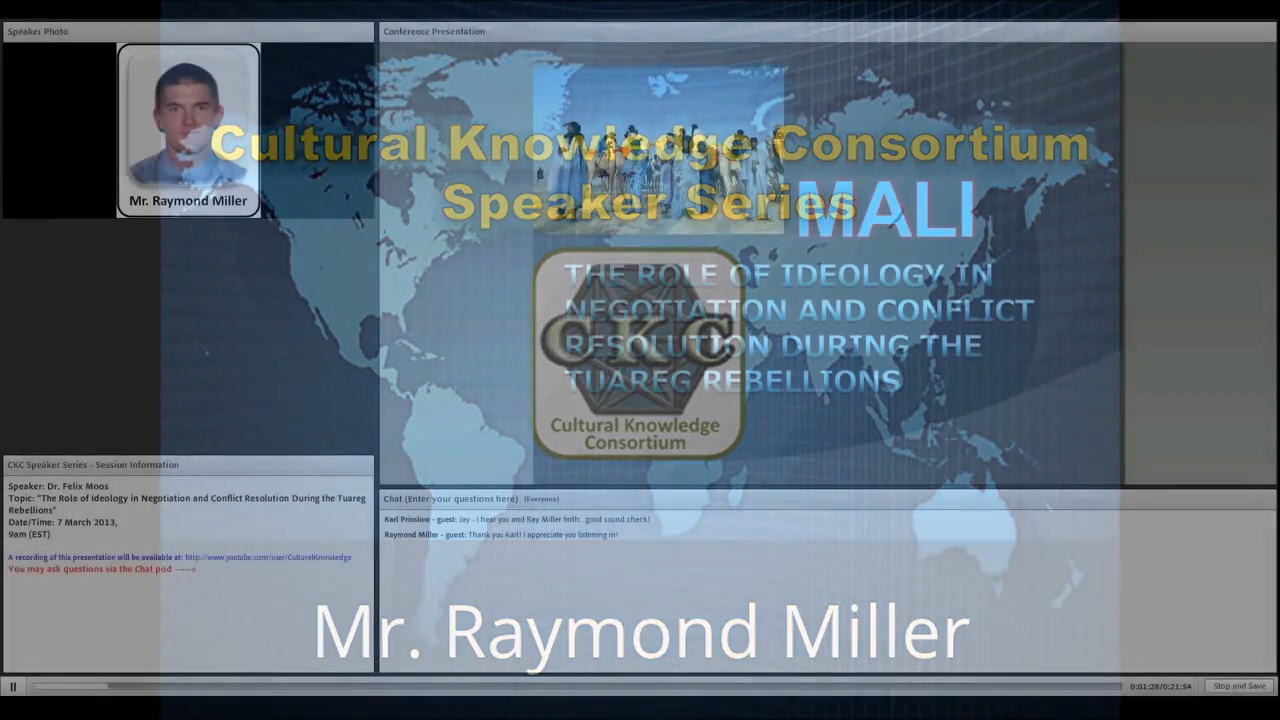 Speaker Photo
Mr. Raymond Miller
Conference Presentation
Cultural Knowledge Consortium
Speaker Series
MALI
THE ROLE OF IDEOLOGY IN
NEGOTIATION AND CONFLICT
RESOLUTION DURING THE
TUAREG REBELLIONS
CKC
Cultural Knowledge
Consortium
CKC Speaker Series - Session Information
Speaker: Dr. Felix Moos
Topic: "The Role of Ideology in Negotiation and Conflict Resolution During the Tuareg
Rebellions"
Date/Time: 7 March 2013,
9am (EST)
A recording of this presentation will be available at: http://www.youtube.com/user/CulturalKnowledge
You may ask questions via the Chat pod ----->
Chat (Enter your questions here) (Everyone)
Karl Prinslow - guest: Jay - I hear you and Ray Miller both...good sound check!
Raymond Miller - guest: Thank you Karl! I appreciate you listening in!
Mr. Raymond Miller
0:01:28/0:21:54
Stop and Save